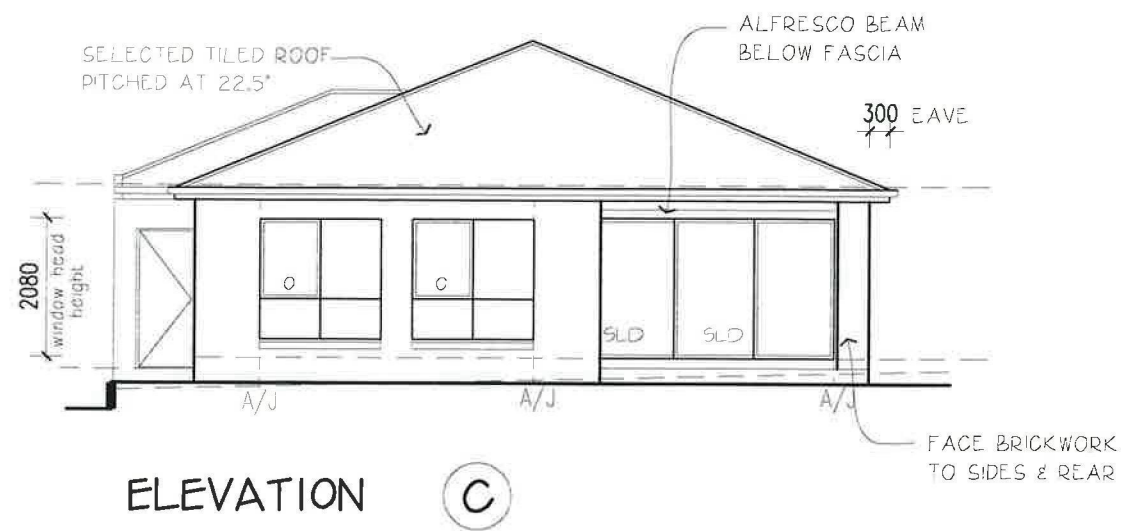 SELECTED TILED ROOF
PITCHED AT 22.5°
ALFRESCO BEAM
BELOW FASCIA
300 EAVE
2080
window head
height
O
O
SLD
SLD
A/J
A/J
A/J
FACE BRICKWORK
TO SIDES & REAR
ELEVATION C